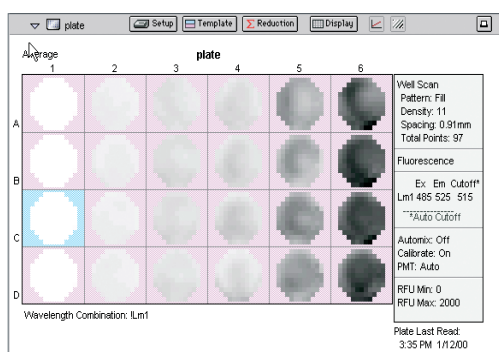 plate Setup Template Reduction Display
Average plate
1 2 3 4 5 6
A
B
C
D
Well Scan
Pattern: Fill
Density: 11
Spacing: 0.91mm
Total Points: 97
Fluorescence
Ex Em Cutoff*
Lm1 485 525 515
*Auto Cutoff
Automix: Off
Calibrate: On
PMT: Auto
RFU Min: 0
RFU Max: 2000
Wavelength Combination: !Lm1
Plate Last Read:
3:35 PM 1/12/00